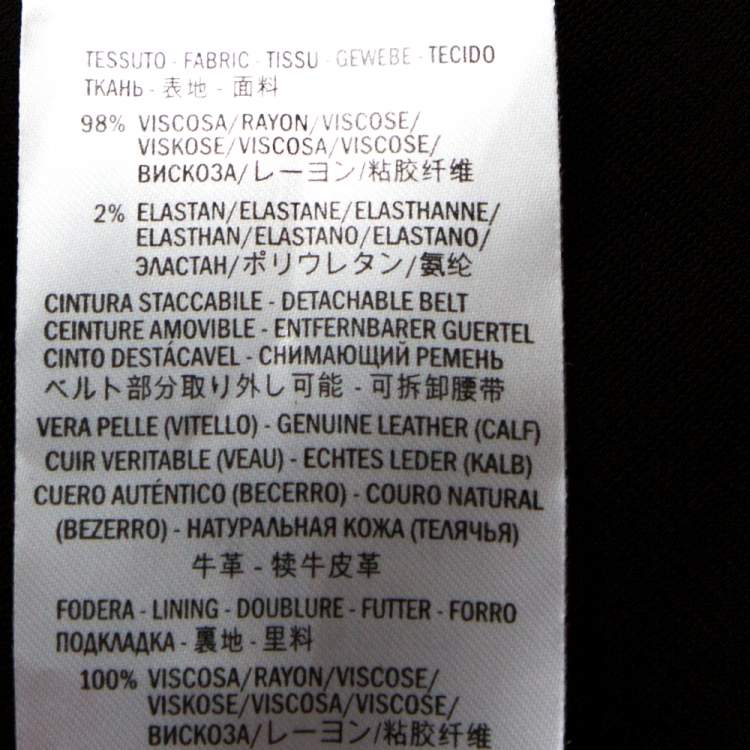 TESSUTO - FABRIC - TISSU - GEWEBE - TECIDO
ТКАНЬ - 表地 - 面料
98% VISCOSA/RAYON/VISCOSE/
VISKOSE/VISCOSA/VISCOSE/
ВИСКОЗА/レーヨン/粘胶纤维
2% ELASTAN/ELASTANE/ELASTHANNE/
ELASTHAN/ELASTANO/ELASTANO/
ЭЛАСТАН/ポリウレタン/氨纶
CINTURA STACCABILE - DETACHABLE BELT
CEINTURE AMOVIBLE - ENTFERNBARER GUERTEL
CINTO DESTÁCAVEL - СНИМАЮЩИЙ РЕМЕНЬ
ベルト部分取り外し可能 - 可拆卸腰带
VERA PELLE (VITELLO) - GENUINE LEATHER (CALF)
CUIR VERITABLE (VEAU) - ECHTES LEDER (KALB)
CUERO AUTÉNTICO (BECERRO) - COURO NATURAL
(BEZERRO) - НАТУРАЛЬНАЯ КОЖА (ТЕЛЯЧЬЯ)
牛革 - 犊牛皮革
FODERA - LINING - DOUBLURE - FUTTER - FORRO
ПОДКЛАДКА - 裏地 - 里料
100% VISCOSA/RAYON/VISCOSE/
VISKOSE/VISCOSA/VISCOSE/
ВИСКОЗА/レーヨン/粘胶纤维